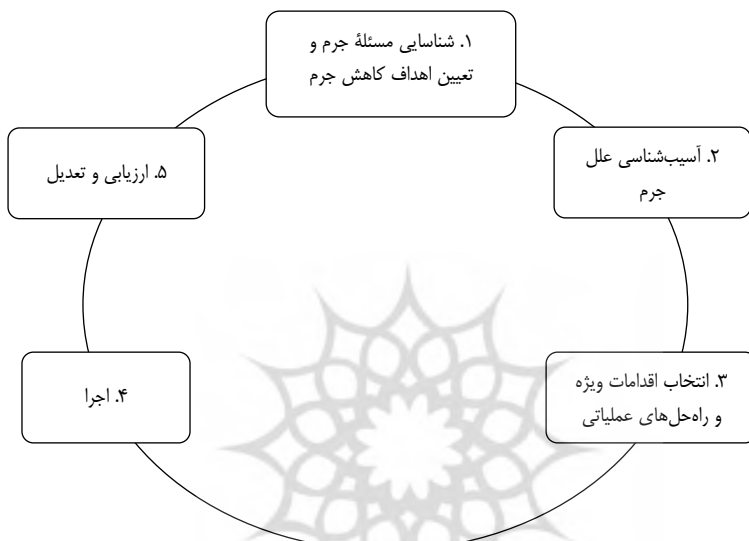 ۱. شناسایی مسئلهٔ جرم و
تعیین اهداف کاهش جرم
۲. آسیب‌شناسی علل
جرم
۳. انتخاب اقدامات ویژه
و راه‌حل‌های عملیاتی
۴. اجرا
۵. ارزیابی و تعدیل